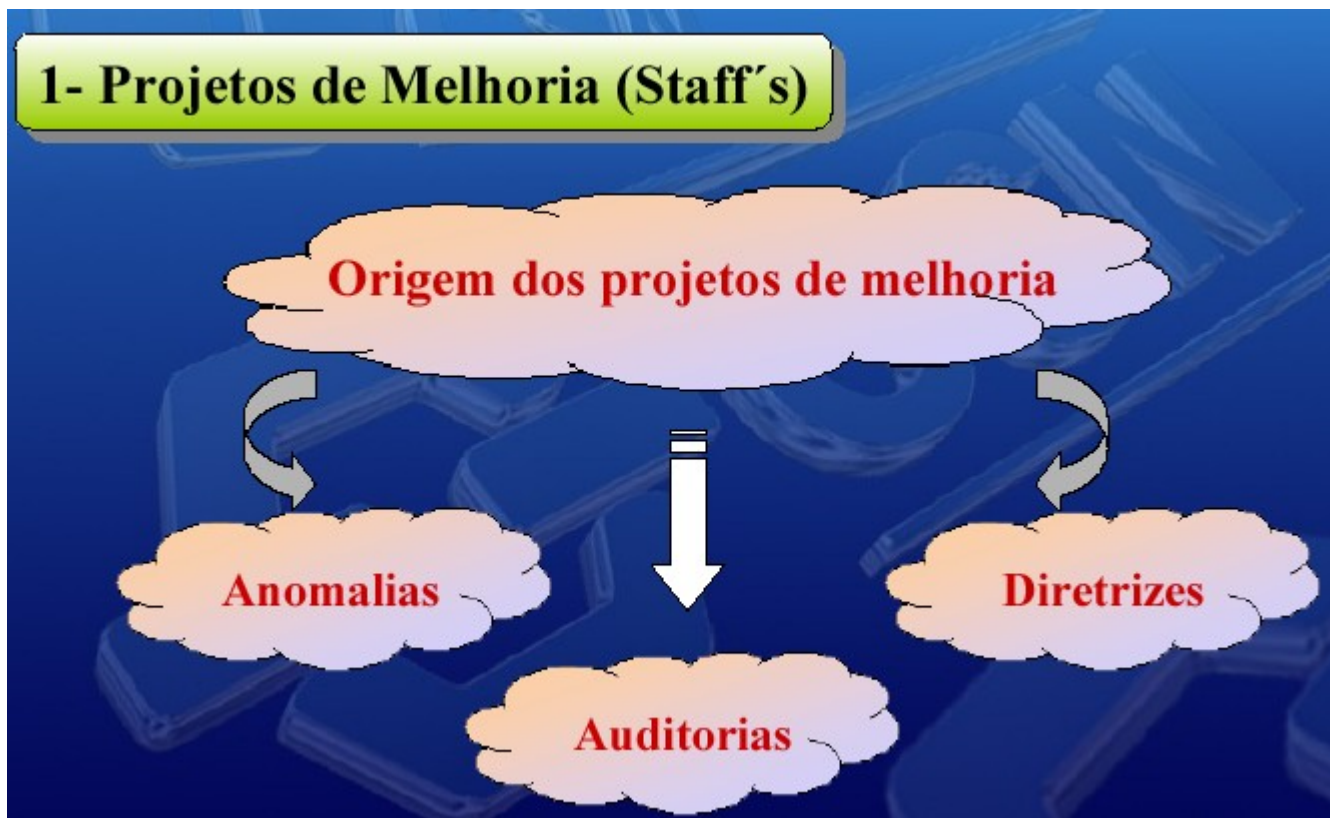 1- Projetos de Melhoria (Staff´s)
Origem dos projetos de melhoria
Anomalias
Diretrizes
Auditorias